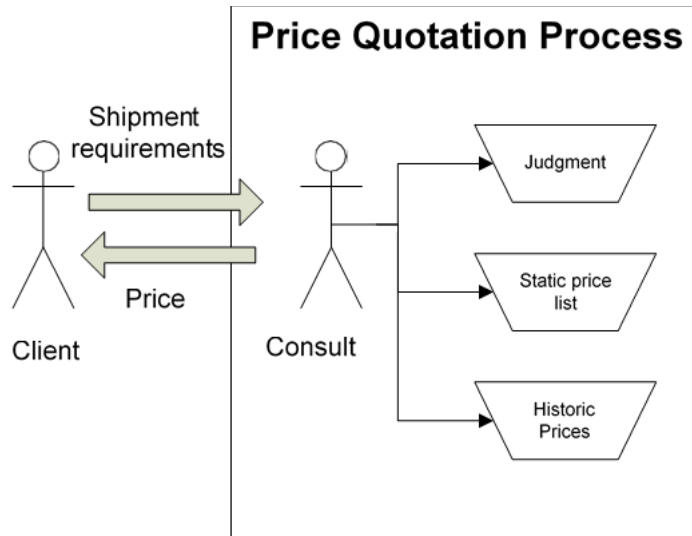 Price Quotation Process
Shipment
requirements
Price
Client
Consult
Judgment
Static price
list
Historic
Prices